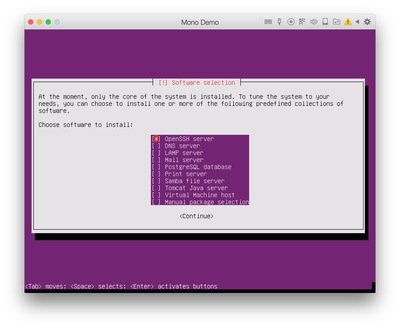 Mono Demo
[!] Software selection
At the moment, only the core of the system is installed. To tune the system to your
needs, you can choose to install one or more of the following predefined collections of
software.
Choose software to install:
[*] OpenSSH server
[ ] DNS server
[ ] LAMP server
[ ] Mail server
[ ] PostgreSQL database
[ ] Print server
[ ] Samba file server
[ ] Tomcat Java server
[ ] Virtual Machine host
[ ] Manual package selection
<Continue>
<Tab> moves; <Space> selects; <Enter> activates buttons